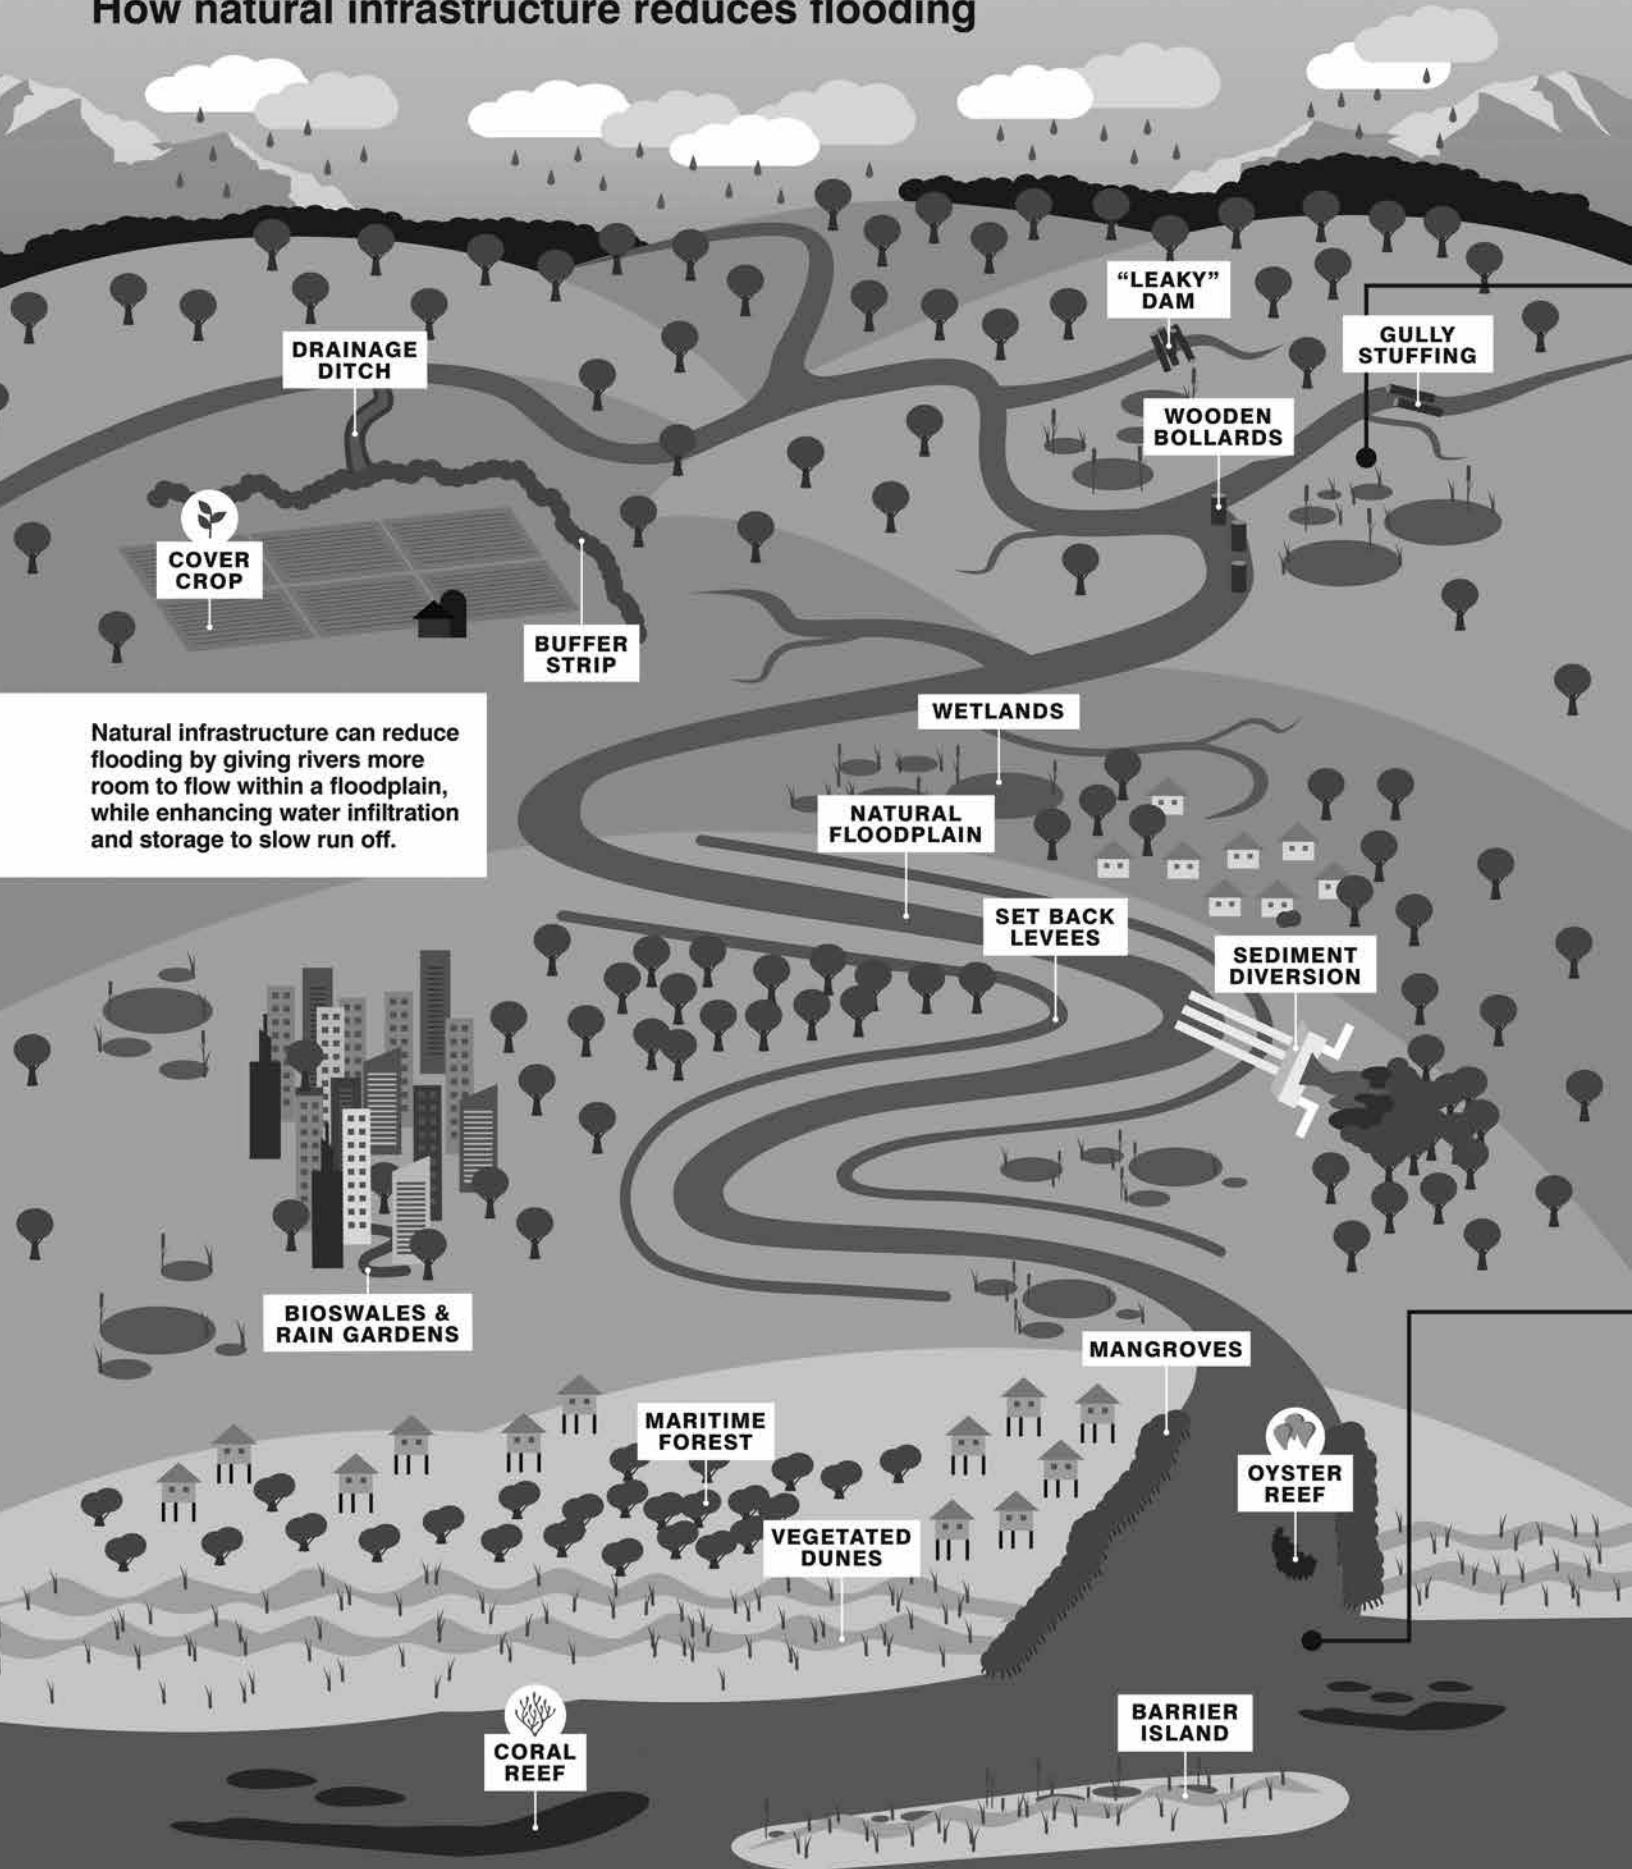 How natural infrastructure reduces flooding
“LEAKY”
DAM
GULLY
STUFFING
DRAINAGE
DITCH
WOODEN
BOLLARDS
COVER
CROP
BUFFER
STRIP
WETLANDS
Natural infrastructure can reduce
flooding by giving rivers more
room to flow within a floodplain,
while enhancing water infiltration
and storage to slow run off.
NATURAL
FLOODPLAIN
SET BACK
LEVEES
SEDIMENT
DIVERSION
BIOSWALES &
RAIN GARDENS
MANGROVES
MARITIME
FOREST
OYSTER
REEF
VEGETATED
DUNES
BARRIER
ISLAND
CORAL
REEF